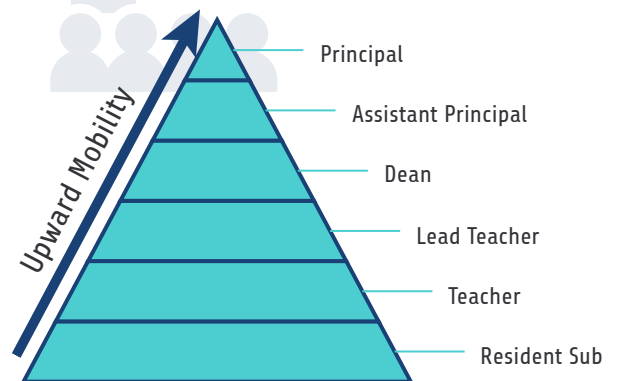 Principal
Assistant Principal
Dean
Lead Teacher
Teacher
Resident Sub
Upward Mobility